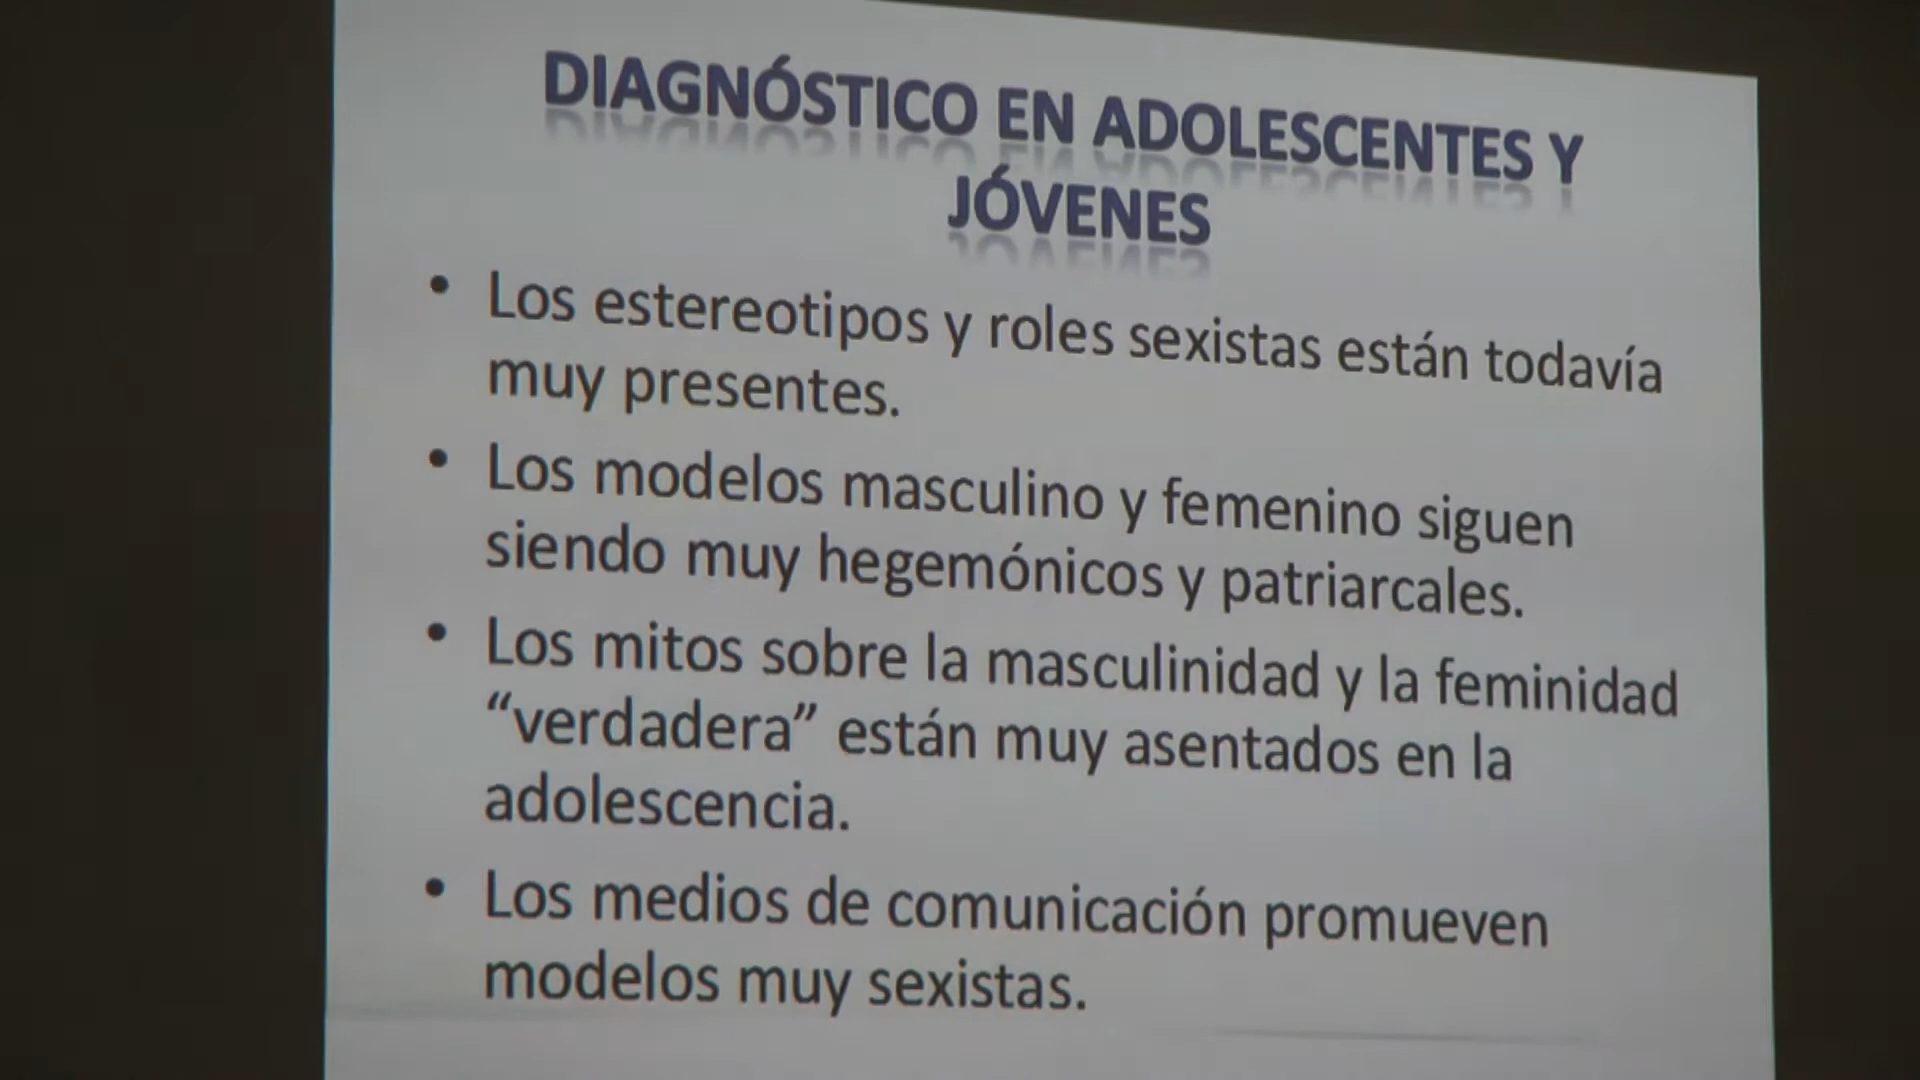 DIAGNÓSTICO EN ADOLESCENTES Y
JÓVENES
• Los estereotipos y roles sexistas están todavía
muy presentes.
• Los modelos masculino y femenino siguen
siendo muy hegemónicos y patriarcales.
• Los mitos sobre la masculinidad y la feminidad
“verdadera” están muy asentados en la
adolescencia.
• Los medios de comunicación promueven
modelos muy sexistas.